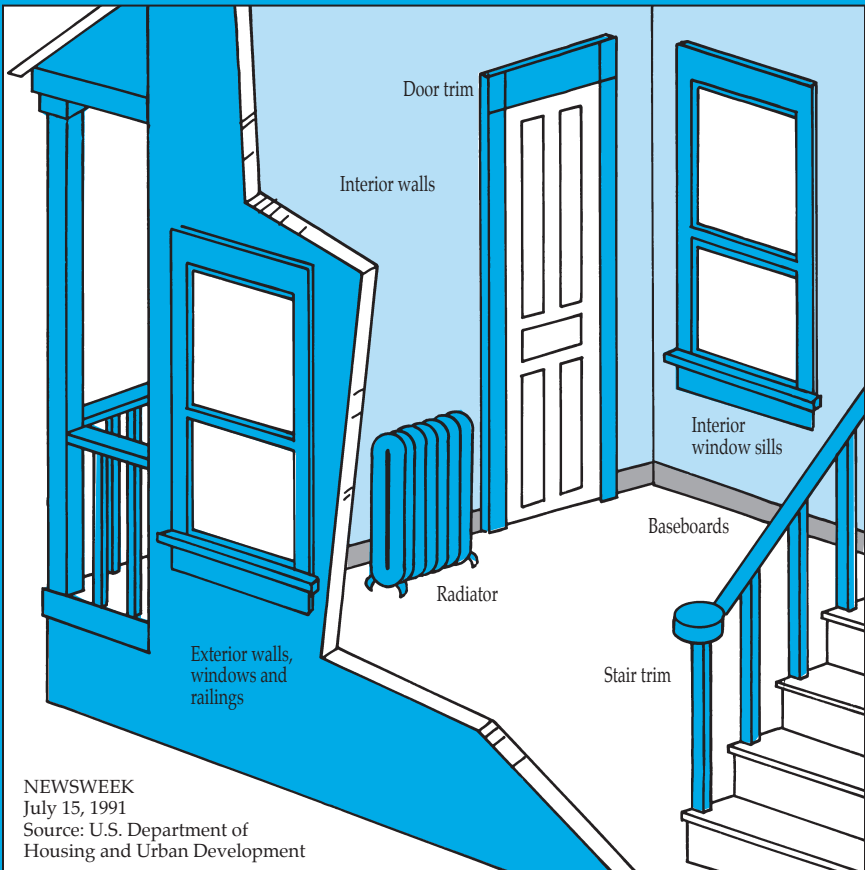 Door trim
Interior walls
Interior
window sills
Baseboards
Radiator
Stair trim
Exterior walls,
windows and
railings
NEWSWEEK
July 15, 1991
Source: U.S. Department of
Housing and Urban Development